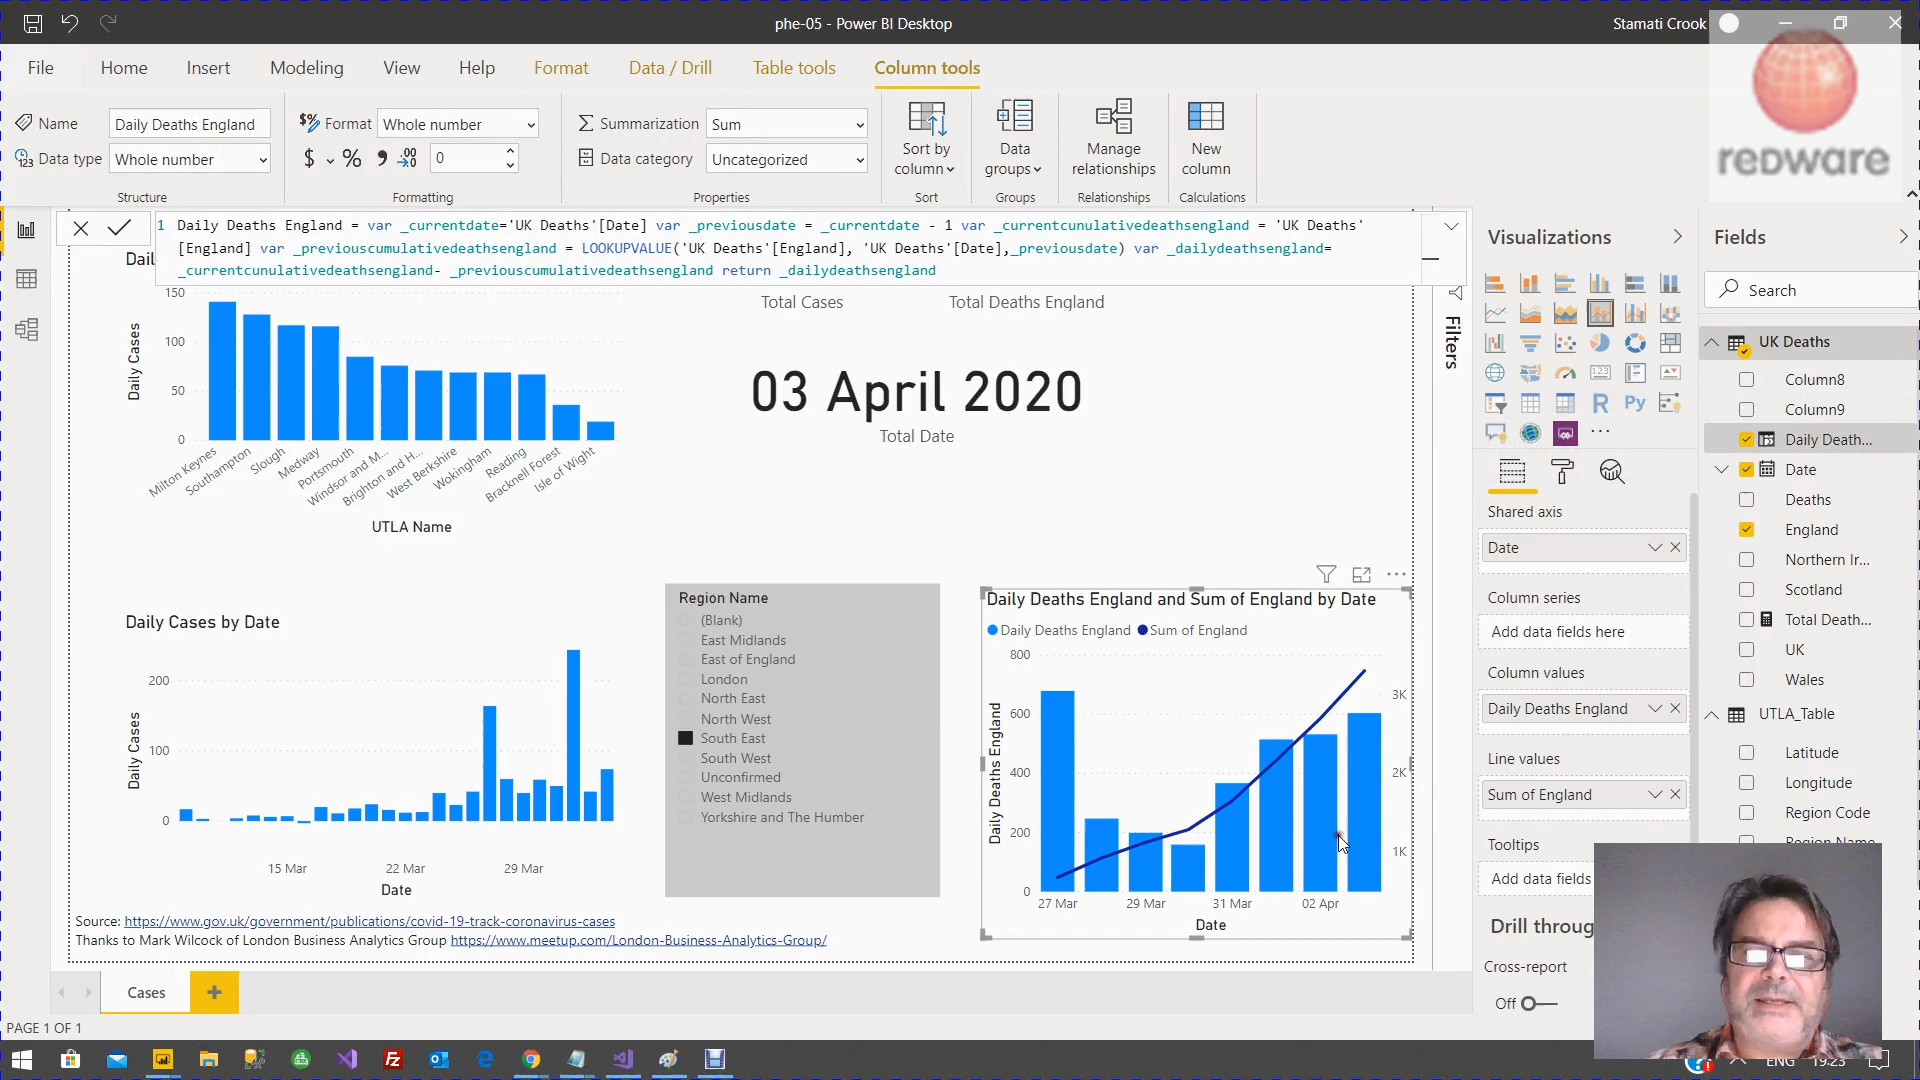 phe-05 - Power BI Desktop
Stamati Crook
File
Home
Insert
Modeling
View
Help
Format
Data / Drill
Table tools
Column tools
redware
Name
Daily Deaths England
Data type
Whole number
Structure
Format
Whole number
$
%
0
Formatting
Summarization
Sum
Data category
Uncategorized
Properties
Sort by
column
Sort
Data
groups
Groups
Manage
relationships
Relationships
New
column
Calculations
1
Daily Deaths England = var _currentdate='UK Deaths'[Date] var _previousdate = _currentdate - 1 var _currentcunulativedeathsengland = 'UK Deaths'
[England] var _previouscumulativedeathsengland = LOOKUPVALUE('UK Deaths'[England], 'UK Deaths'[Date],_previousdate) var _dailydeathsengland=
_currentcunulativedeathsengland- _previouscumulativedeathsengland return _dailydeathsengland
Dail
150
100
50
0
Daily Cases
Milton Keynes
Southampton
Slough
Medway
Portsmouth
Windsor and M...
Brighton and H...
West Berkshire
Wokingham
Reading
Bracknell Forest
Isle of Wight
UTLA Name
Total Cases
Total Deaths England
03 April 2020
Total Date
Daily Cases by Date
200
100
0
Daily Cases
15 Mar
22 Mar
29 Mar
Date
Region Name
(Blank)
East Midlands
East of England
London
North East
North West
South East
South West
Unconfirmed
West Midlands
Yorkshire and The Humber
Daily Deaths England and Sum of England by Date
Daily Deaths England
Sum of England
800
600
400
200
0
Daily Deaths England
3K
2K
1K
27 Mar
29 Mar
31 Mar
02 Apr
Date
Source: https://www.gov.uk/government/publications/covid-19-track-coronavirus-cases
Thanks to Mark Wilcock of London Business Analytics Group https://www.meetup.com/London-Business-Analytics-Group/
Cases
PAGE 1 OF 1
Filters
Visualizations
R
Py
Shared axis
Date
Column series
Add data fields here
Column values
Daily Deaths England
Line values
Sum of England
Tooltips
Add data fields
Drill throug
Cross-report
Off
Fields
Search
UK Deaths
Column8
Column9
Daily Death...
Date
Deaths
England
Northern Ir...
Scotland
Total Death...
UK
Wales
UTLA_Table
Latitude
Longitude
Region Code
Region Name
ENG
19:23